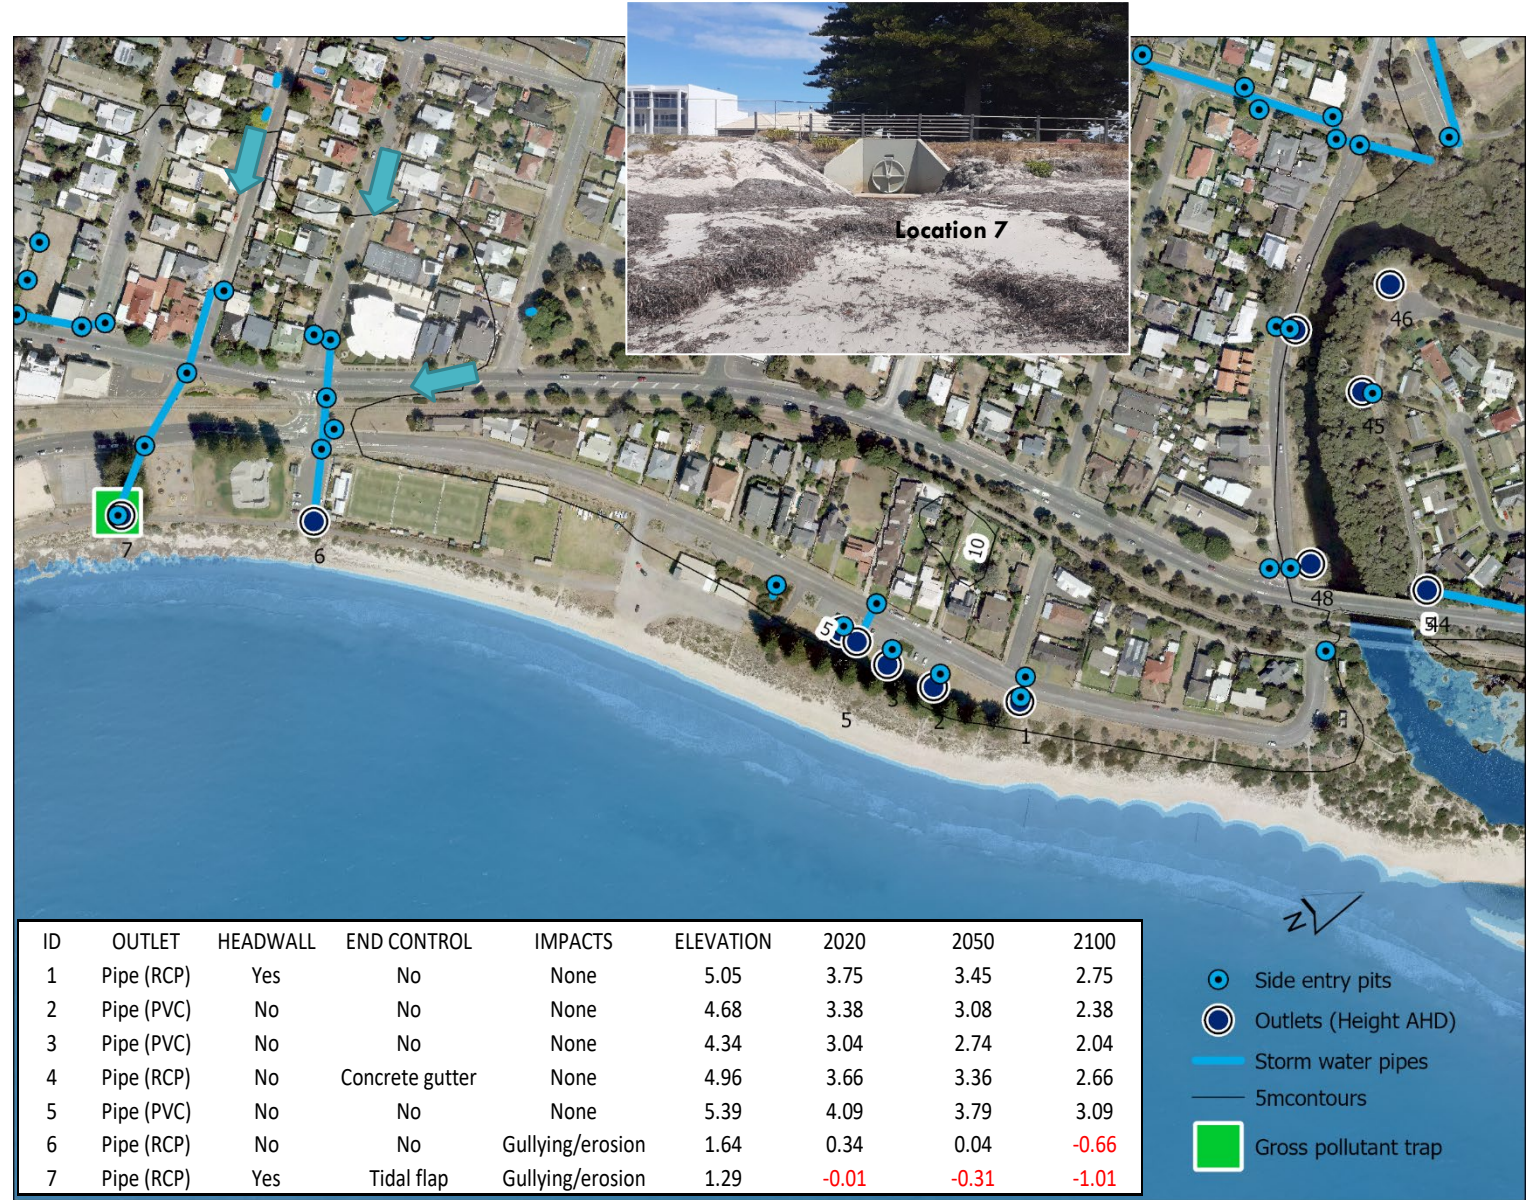 Location 7
46
45
10
7
6
48
5
44
5
3
2
5
1
N
ID OUTLET HEADWALL END CONTROL IMPACTS ELEVATION 2020 2050 2100
1 Pipe (RCP) Yes No None 5.05 3.75 3.45 2.75
2 Pipe (PVC) No No None 4.68 3.38 3.08 2.38
3 Pipe (PVC) No No None 4.34 3.04 2.74 2.04
4 Pipe (RCP) No Concrete gutter None 4.96 3.66 3.36 2.66
5 Pipe (PVC) No No None 5.39 4.09 3.79 3.09
6 Pipe (RCP) No No Gullying/erosion 1.64 0.34 0.04 -0.66
7 Pipe (RCP) Yes Tidal flap Gullying/erosion 1.29 -0.01 -0.31 -1.01
Side entry pits
Outlets (Height AHD)
Storm water pipes
5mcontours
Gross pollutant trap